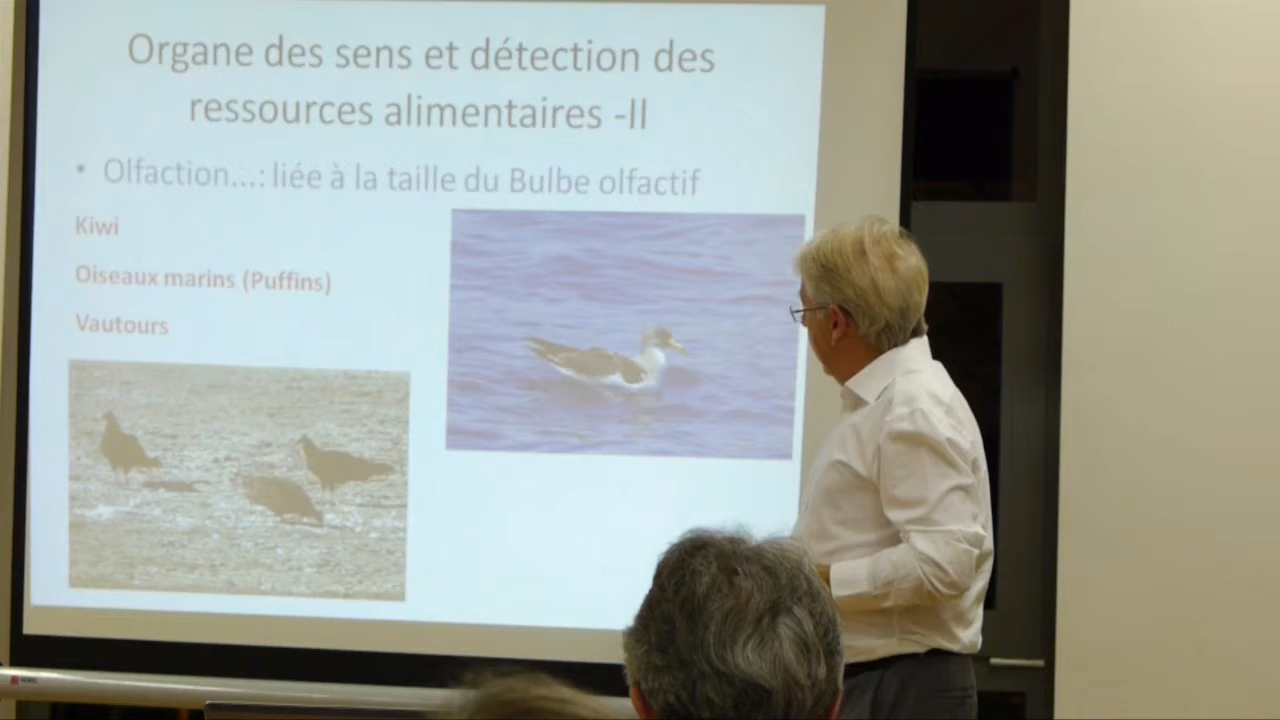 Organe des sens et détection des
ressources alimentaires -II
• Olfaction...: liée à la taille du Bulbe olfactif
Kiwi
Oiseaux marins (Puffins)
Vautours